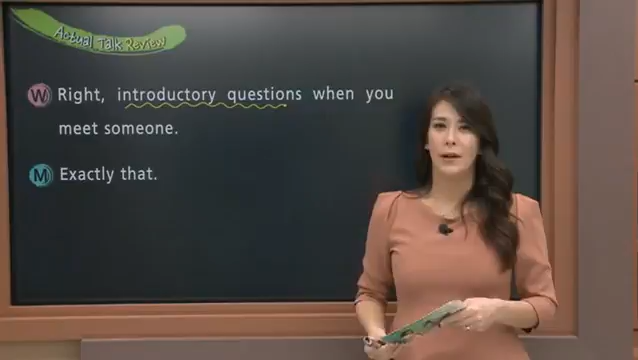 Actual Talk Review
W Right, introductory questions when you
meet someone.
M Exactly that.